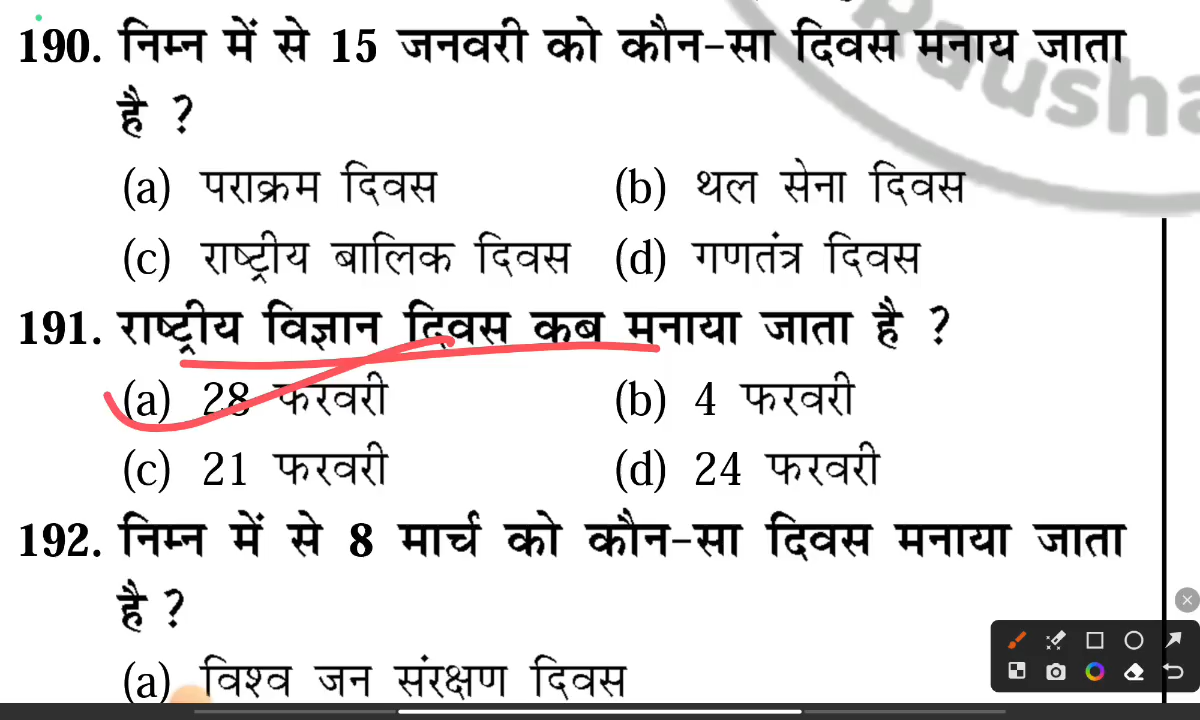 Rausha
190. निम्न में से 15 जनवरी को कौन-सा दिवस मनाय जाता
है ?
(a) पराक्रम दिवस (b) थल सेना दिवस
(c) राष्ट्रीय बालिक दिवस (d) गणतंत्र दिवस
191. राष्ट्रीय विज्ञान दिवस कब मनाया जाता है ?
(a) 28 फरवरी (b) 4 फरवरी
(c) 21 फरवरी (d) 24 फरवरी
192. निम्न में से 8 मार्च को कौन-सा दिवस मनाया जाता
है ?
(a) विश्व जन संरक्षण दिवस